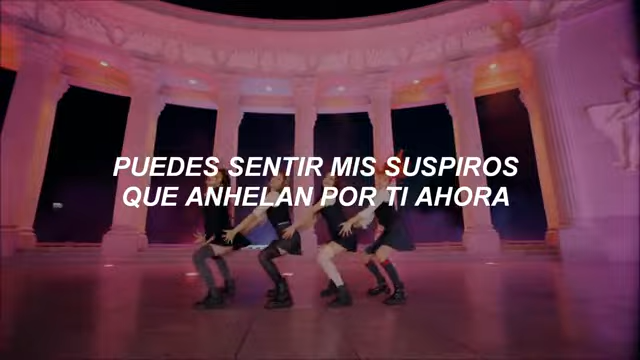 PUEDES SENTIR MIS SUSPIROS
QUE ANHELAN POR TI AHORA